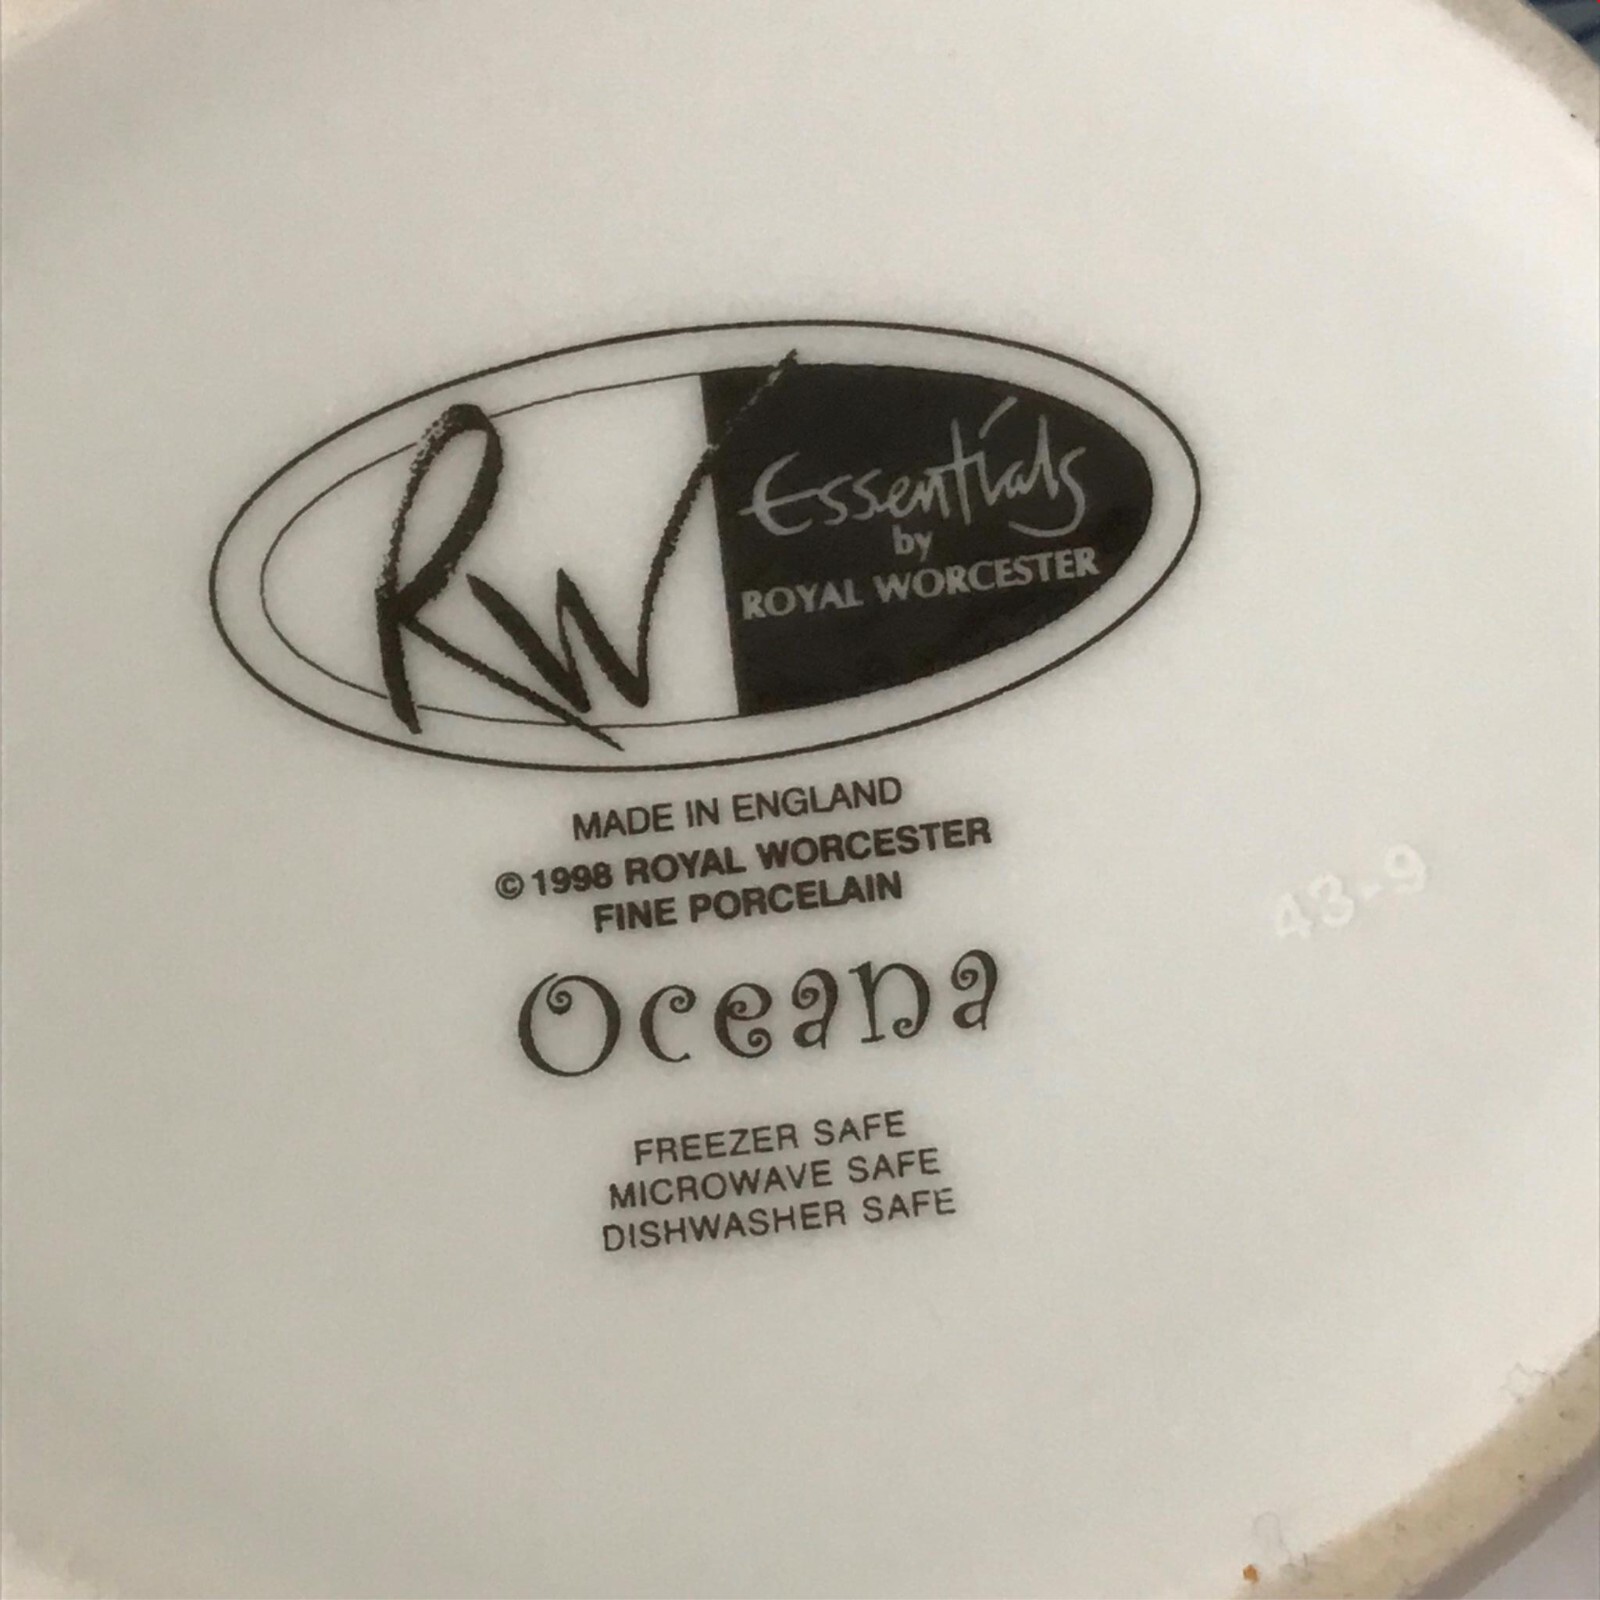 RW
Essentials
by
ROYAL WORCESTER
MADE IN ENGLAND
©1998 ROYAL WORCESTER
FINE PORCELAIN
Oceana
FREEZER SAFE
MICROWAVE SAFE
DISHWASHER SAFE
43-9